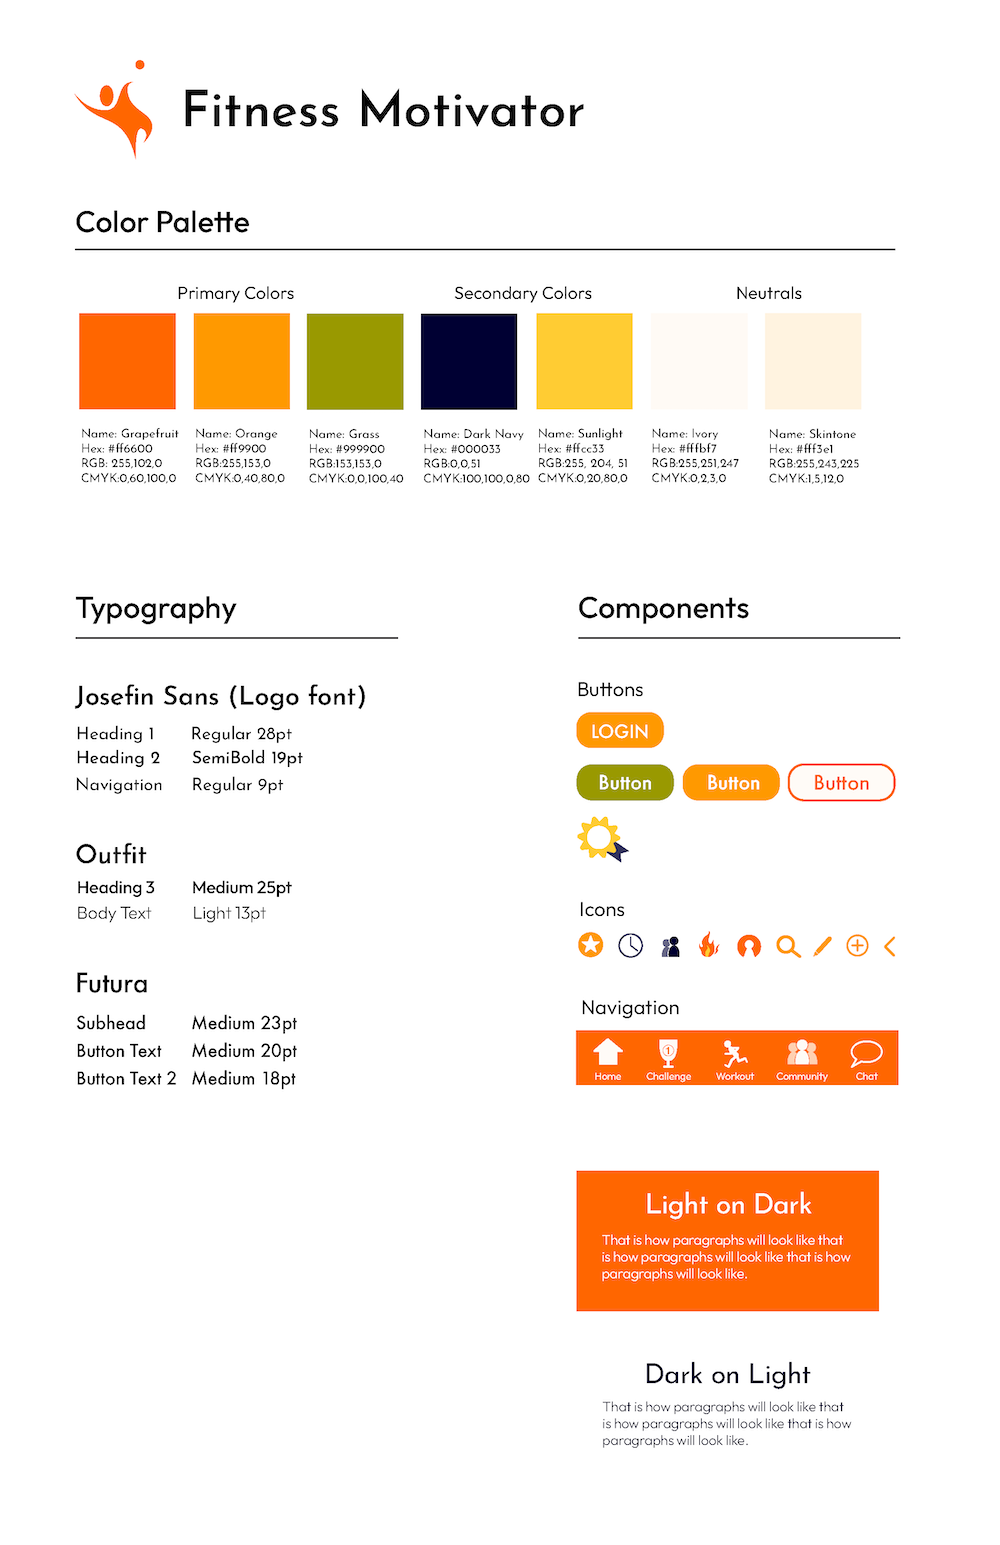 Fitness Motivator
Color Palette
Primary Colors
Secondary Colors
Neutrals
Name: Grapefruit
Hex: #ff6600
RGB: 255,102,0
CMYK:0,60,100,0
Name: Orange
Hex: #ff9900
RGB:255,153,0
CMYK:0,40,80,0
Name: Grass
Hex: #999900
RGB:153,153,0
CMYK:0,0,100,40
Name: Dark Navy
Hex: #000033
RGB:0,0,51
CMYK:100,100,0,80
Name: Sunlight
Hex: #ffcc33
RGB:255, 204, 51
CMYK:0,20,80,0
Name: Ivory
Hex: #fffbf7
RGB:255,251,247
CMYK:0,2,3,0
Name: Skintone
Hex: #fff3e1
RGB:255,243,225
CMYK:1,5,12,0
Typography
Josefin Sans (Logo font)
Heading 1 Regular 28pt
Heading 2 SemiBold 19pt
Navigation Regular 9pt
Outfit
Heading 3 Medium 25pt
Body Text Light 13pt
Futura
Subhead Medium 23pt
Button Text Medium 20pt
Button Text 2 Medium 18pt
Components
Buttons
LOGIN
Button Button Button
Icons
Navigation
1
Home Challenge Workout Community Chat
Light on Dark
That is how paragraphs will look like that
is how paragraphs will look like that is how
paragraphs will look like.
Dark on Light
That is how paragraphs will look like that
is how paragraphs will look like that is how
paragraphs will look like.